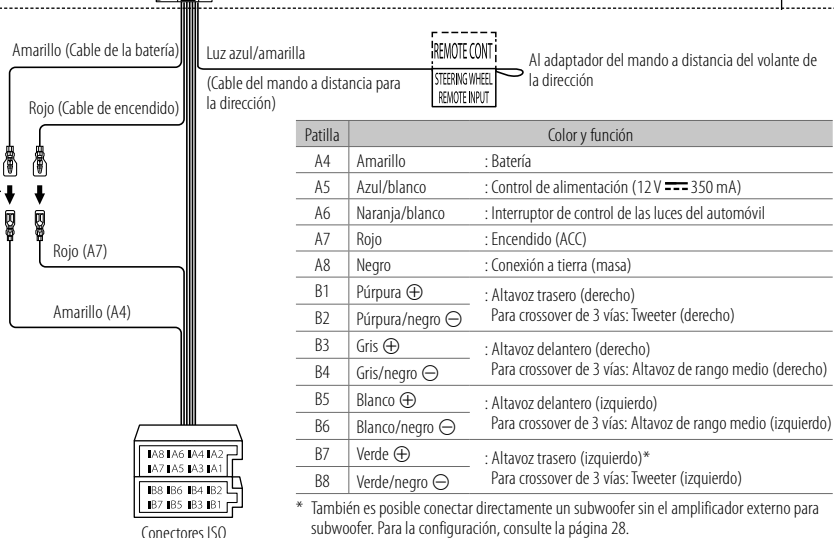 Amarillo (Cable de la batería)
Luz azul/amarilla
(Cable del mando a distancia para
la dirección)
REMOTE CONT
STEERING WHEEL
REMOTE INPUT
Al adaptador del mando a distancia del volante de
la dirección
Rojo (Cable de encendido)
Rojo (A7)
Amarillo (A4)
Patilla Color y función
A4 Amarillo : Batería
A5 Azul/blanco : Control de alimentación (12 V ⎓ 350 mA)
A6 Naranja/blanco : Interruptor de control de las luces del automóvil
A7 Rojo : Encendido (ACC)
A8 Negro : Conexión a tierra (masa)
B1 Púrpura ⊕ : Altavoz trasero (derecho)
B2 Púrpura/negro ⊖ Para crossover de 3 vías: Tweeter (derecho)
B3 Gris ⊕ : Altavoz delantero (derecho)
B4 Gris/negro ⊖ Para crossover de 3 vías: Altavoz de rango medio (derecho)
B5 Blanco ⊕ : Altavoz delantero (izquierdo)
B6 Blanco/negro ⊖ Para crossover de 3 vías: Altavoz de rango medio (izquierdo)
B7 Verde ⊕ : Altavoz trasero (izquierdo)*
B8 Verde/negro ⊖ Para crossover de 3 vías: Tweeter (izquierdo)
* También es posible conectar directamente un subwoofer sin el amplificador externo para
subwoofer. Para la configuración, consulte la página 28.
A8 A6 A4 A2
A7 A5 A3 A1
B8 B6 B4 B2
B7 B5 B3 B1
Conectores ISO